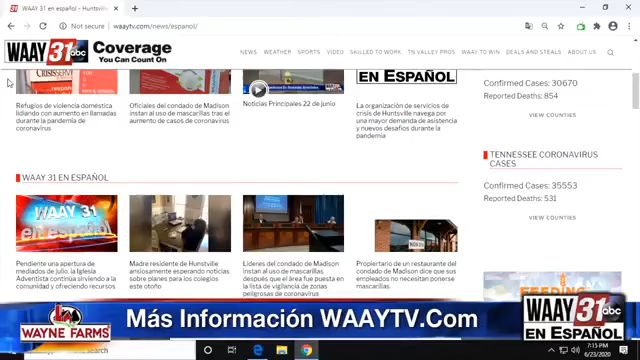 WAAY 31 en español - Huntsvill
Not secure | waaytv.com/news/espanol/
WAAY 31 abc
Coverage
You Can Count On
NEWS WEATHER SPORTS VIDEO SKILLED TO WORK TN VALLEY PROS WAAY-TO WIN DEALS AND STEALS ABOUT US
EN ESPAÑOL
Refugios de violencia domestica
lidiando con aumento en llamadas
durante la pandemia de
coronavirus
Oficiales del condado de Madison
instan al uso de mascarillas tras el
aumento de casos de coronavirus
Noticias Principales 22 de junio
La organización de servicios de
crisis de Huntsville navega por
una mayor demanda de asistencia
y nuevos desafios durante la
pandemia
Confirmed Cases: 30670
Reported Deaths: 854
VIEW COUNTIES
TENNESSEE CORONAVIRUS
CASES
Confirmed Cases: 35553
Reported Deaths: 531
VIEW COUNTIES
WAAY 31 EN ESPAÑOL
WAAY 31
en español
Pendiente una apertura de
mediados de julio, la Iglesia
Adventista continúa sirviendo a la
comunidad y ofreciendo recursos
Madre residente de Hunstville
ansiosamente esperando noticias
sobre planes para los colegios
este otoño
Líderes del condado de Madison
instan al uso de mascarillas
después que el área fue puesta en
la lista de vigilancia de zonas
peligrosas de coronavirus
Propiertario de un restaurante del
condado de Madison dice que sus
empleados no necesitan ponerse
mascarillas
FEEDING
WAYNE FARMS
Más Información WAAYTV.Com
WAAY 31 abc
EN ESPAÑOL
search
7:15 PM
6/23/2020